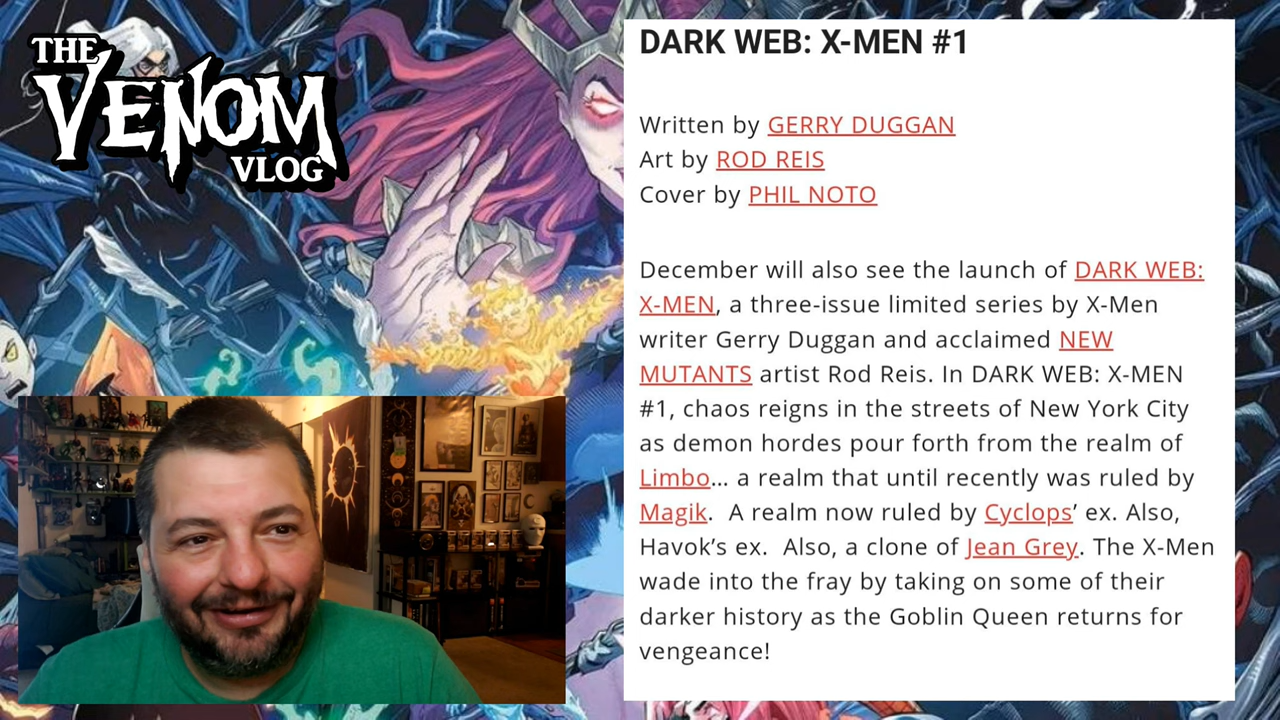 THE
VENOM
VLOG
DARK WEB: X-MEN #1
Written by GERRY DUGGAN
Art by ROD REIS
Cover by PHIL NOTO
December will also see the launch of DARK WEB:
X-MEN, a three-issue limited series by X-Men
writer Gerry Duggan and acclaimed NEW
MUTANTS artist Rod Reis. In DARK WEB: X-MEN
#1, chaos reigns in the streets of New York City
as demon hordes pour forth from the realm of
Limbo… a realm that until recently was ruled by
Magik.  A realm now ruled by Cyclops’ ex. Also,
Havok’s ex.  Also, a clone of Jean Grey. The X-Men
wade into the fray by taking on some of their
darker history as the Goblin Queen returns for
vengeance!